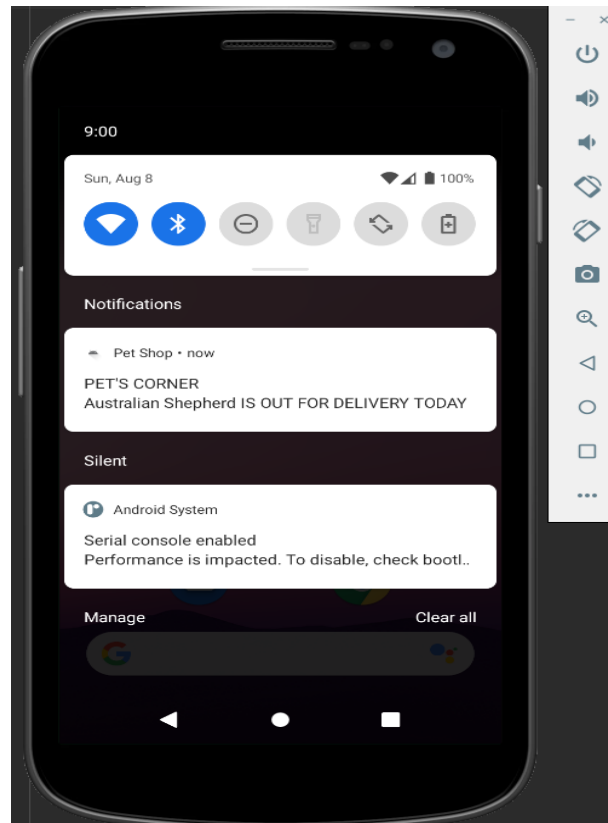 9:00
Sun, Aug 8
100%
Notifications
Pet Shop • now
PET'S CORNER
Australian Shepherd IS OUT FOR DELIVERY TODAY
Silent
Android System
Serial console enabled
Performance is impacted. To disable, check bootl..
Manage
Clear all